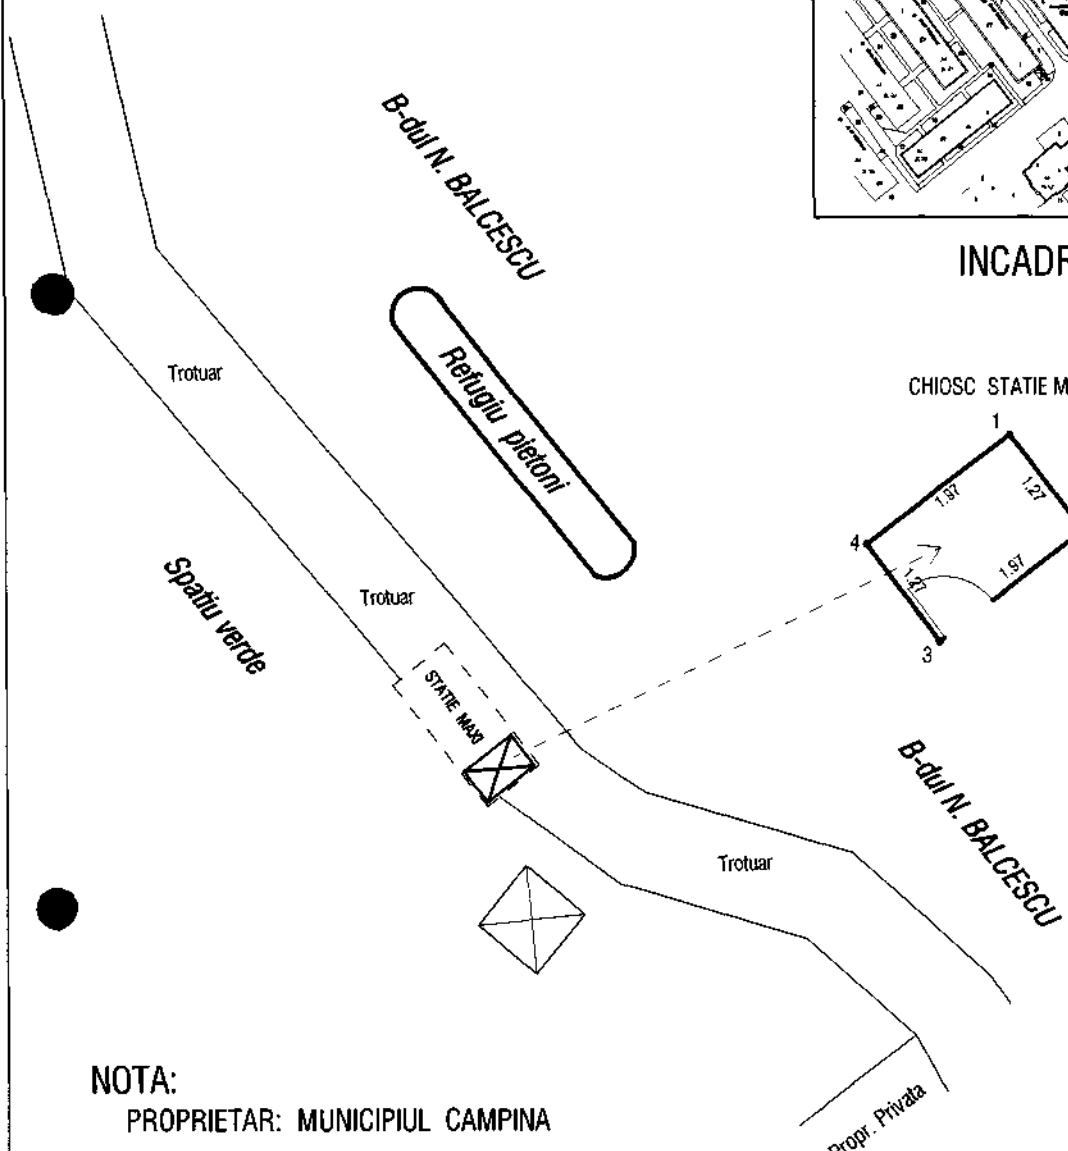 B-dul N. BALCESCU
INCADR
Trotuar
Refugiu pietoni
CHIOSC STATIE M
1
1.97
1.27
4
1.27
1.97
3
Spatiu verde
Trotuar
STATIE MAXI
B-dul N. BALCESCU
Trotuar
NOTA:
PROPRIETAR: MUNICIPIUL CAMPINA
Propr. Privata